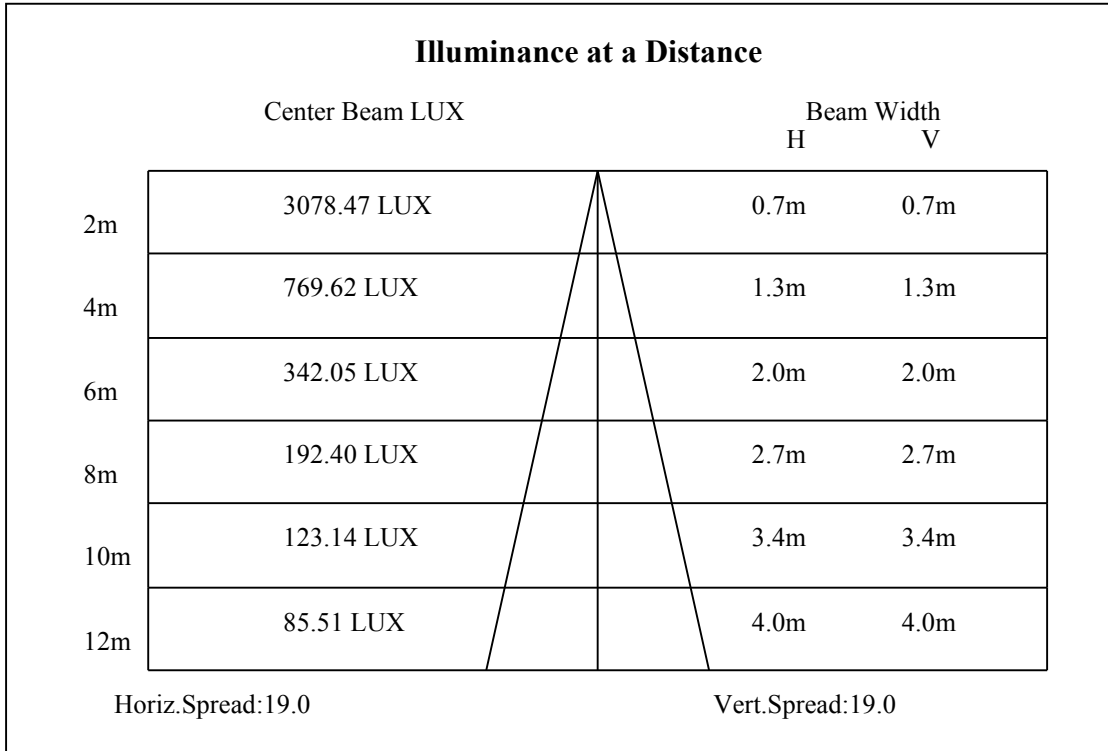 Illuminance at a Distance
Center Beam LUX Beam Width
H V
2m 3078.47 LUX 0.7m 0.7m
4m 769.62 LUX 1.3m 1.3m
6m 342.05 LUX 2.0m 2.0m
8m 192.40 LUX 2.7m 2.7m
10m 123.14 LUX 3.4m 3.4m
12m 85.51 LUX 4.0m 4.0m
Horiz.Spread:19.0 Vert.Spread:19.0